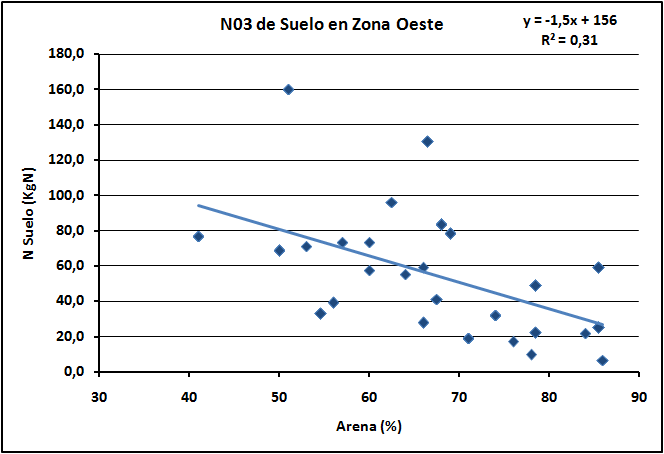 N03 de Suelo en Zona Oeste
y = -1,5x + 156
R² = 0,31
180,0
160,0
140,0
120,0
100,0
80,0
60,0
40,0
20,0
0,0
N Suelo (KgN)
30 40 50 60 70 80 90
Arena (%)